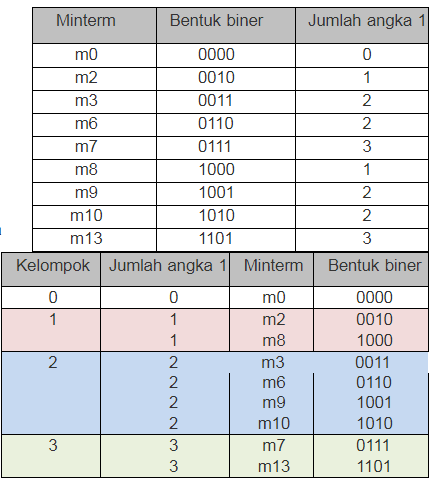 Minterm Bentuk biner Jumlah angka 1
m0 0000 0
m2 0010 1
m3 0011 2
m6 0110 2
m7 0111 3
m8 1000 1
m9 1001 2
m10 1010 2
m13 1101 3
Kelompok Jumlah angka 1 Minterm Bentuk biner
0 0 m0 0000
1 1 m2 0010
1 m8 1000
2 2 m3 0011
2 m6 0110
2 m9 1001
2 m10 1010
3 3 m7 0111
3 m13 1101